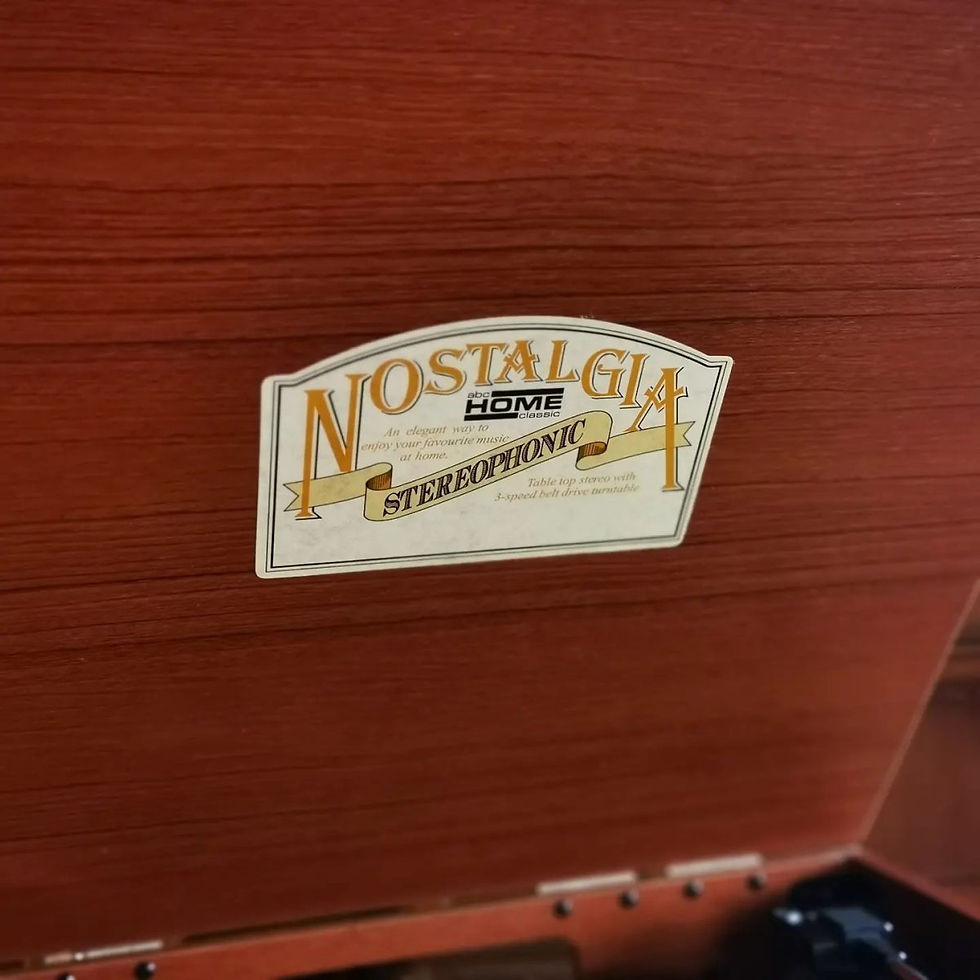 NOSTALGIA
abc
HOME
classic
An elegant way to
enjoy your favourite music
at home.
STEREOPHONIC
Table top stereo with
3-speed belt drive turntable